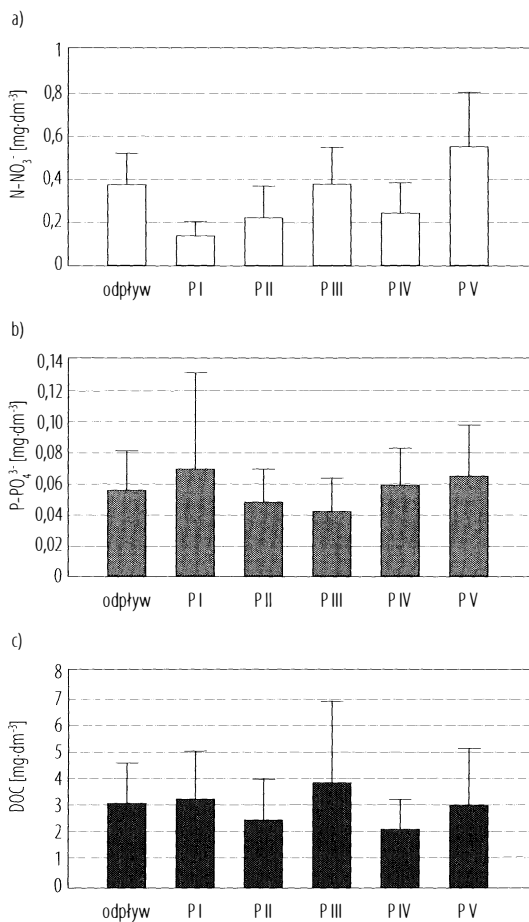 a)
N-NO₃⁻ [mg·dm⁻³]
1
0,8
0,6
0,4
0,2
0
odpływ P I P II P III P IV P V
b)
P-PO₄³⁻ [mg·dm⁻³]
0,14
0,12
0,10
0,08
0,06
0,04
0,02
0
odpływ P I P II P III P IV P V
c)
DOC [mg·dm⁻³]
8
7
6
5
4
3
2
1
0
odpływ P I P II P III P IV P V